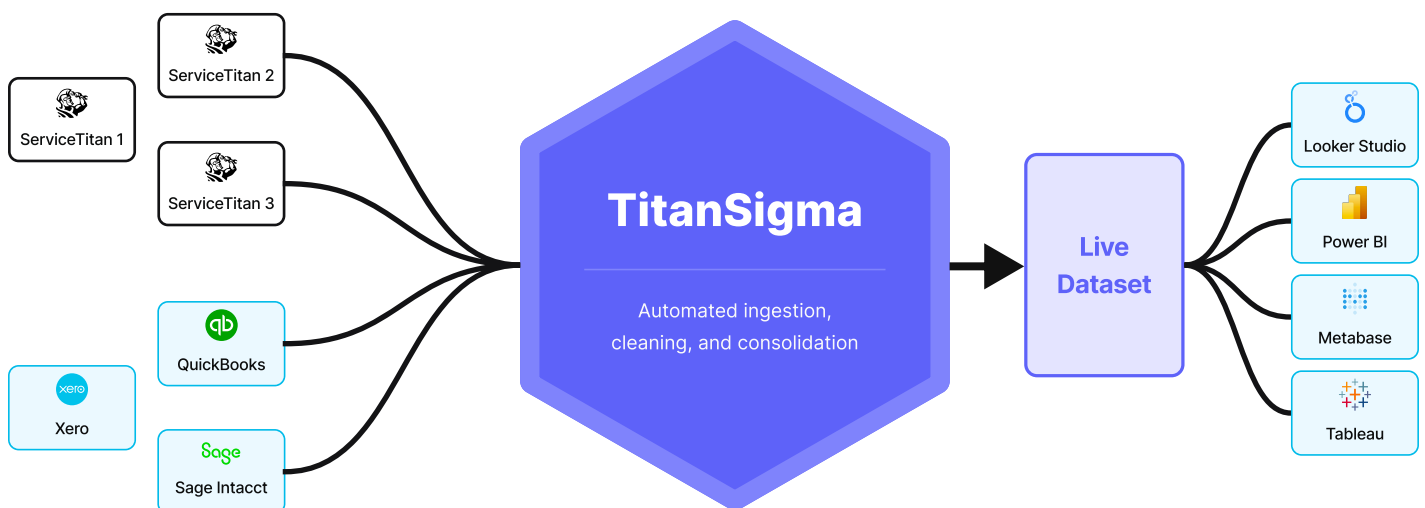 ServiceTitan 1
ServiceTitan 2
ServiceTitan 3
qb
QuickBooks
xero
Xero
Sage
Sage Intacct
TitanSigma
Automated ingestion,
cleaning, and consolidation
Live
Dataset
Looker Studio
Power BI
Metabase
Tableau